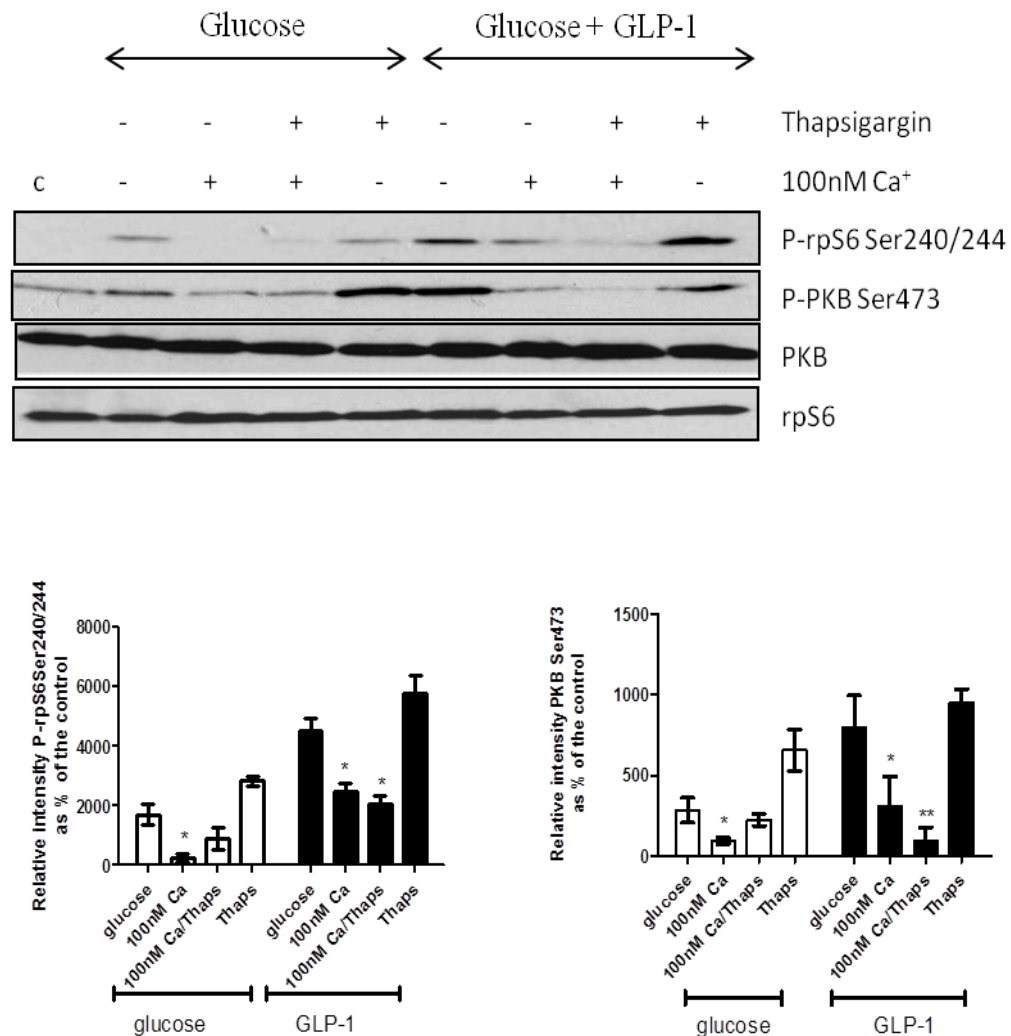 Glucose
Glucose + GLP-1
- - + + - - + + Thapsigargin
c - + + - - + + - 100nM Ca⁺
P-rpS6 Ser240/244
P-PKB Ser473
PKB
rpS6
Relative intensity P-rpS6Ser240/244
as % of the control
8000
6000
4000
2000
0
*
*
*
glucose
100nM Ca
100nM Ca/Thaps
Thaps
glucose
100nM Ca
100nM Ca/Thaps
Thaps
glucose
GLP-1
Relative intensity PKB Ser473
as % of the control
1500
1000
500
0
*
*
**
glucose
100nM Ca
100nM Ca/Thaps
Thaps
glucose
100nM Ca
100nM Ca/Thaps
Thaps
glucose
GLP-1